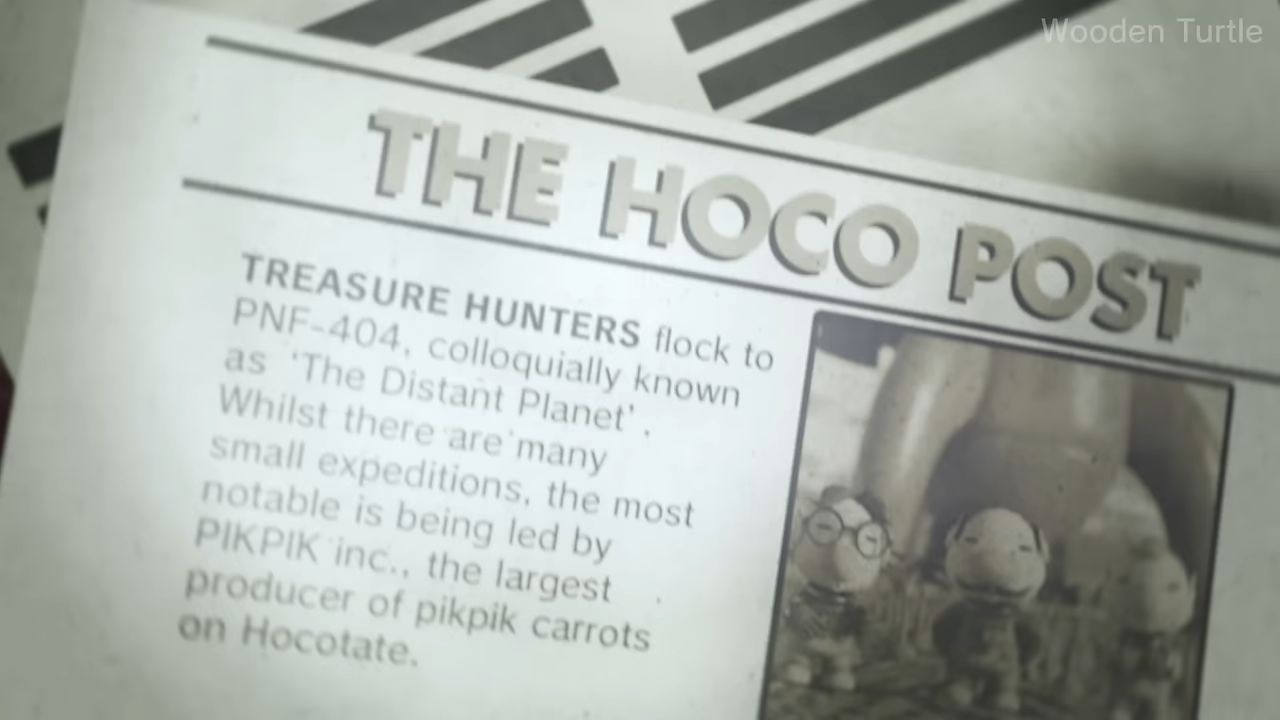 Wooden Turtle
THE HOCO POST
TREASURE HUNTERS flock to
PNF-404, colloquially known
as 'The Distant Planet'.
Whilst there are many
small expeditions, the most
notable is being led by
PIKPIK inc., the largest
producer of pikpik carrots
on Hocotate.